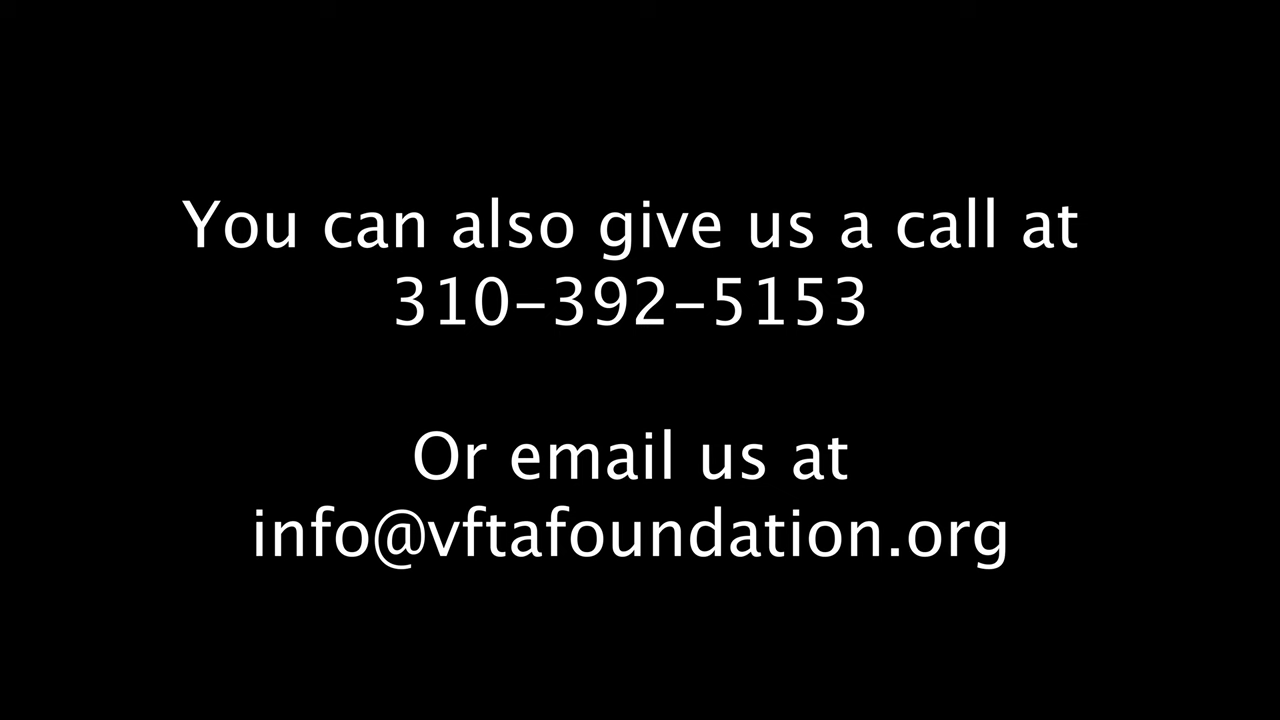 You can also give us a call at
310-392-5153
Or email us at
info@vftafoundation.org